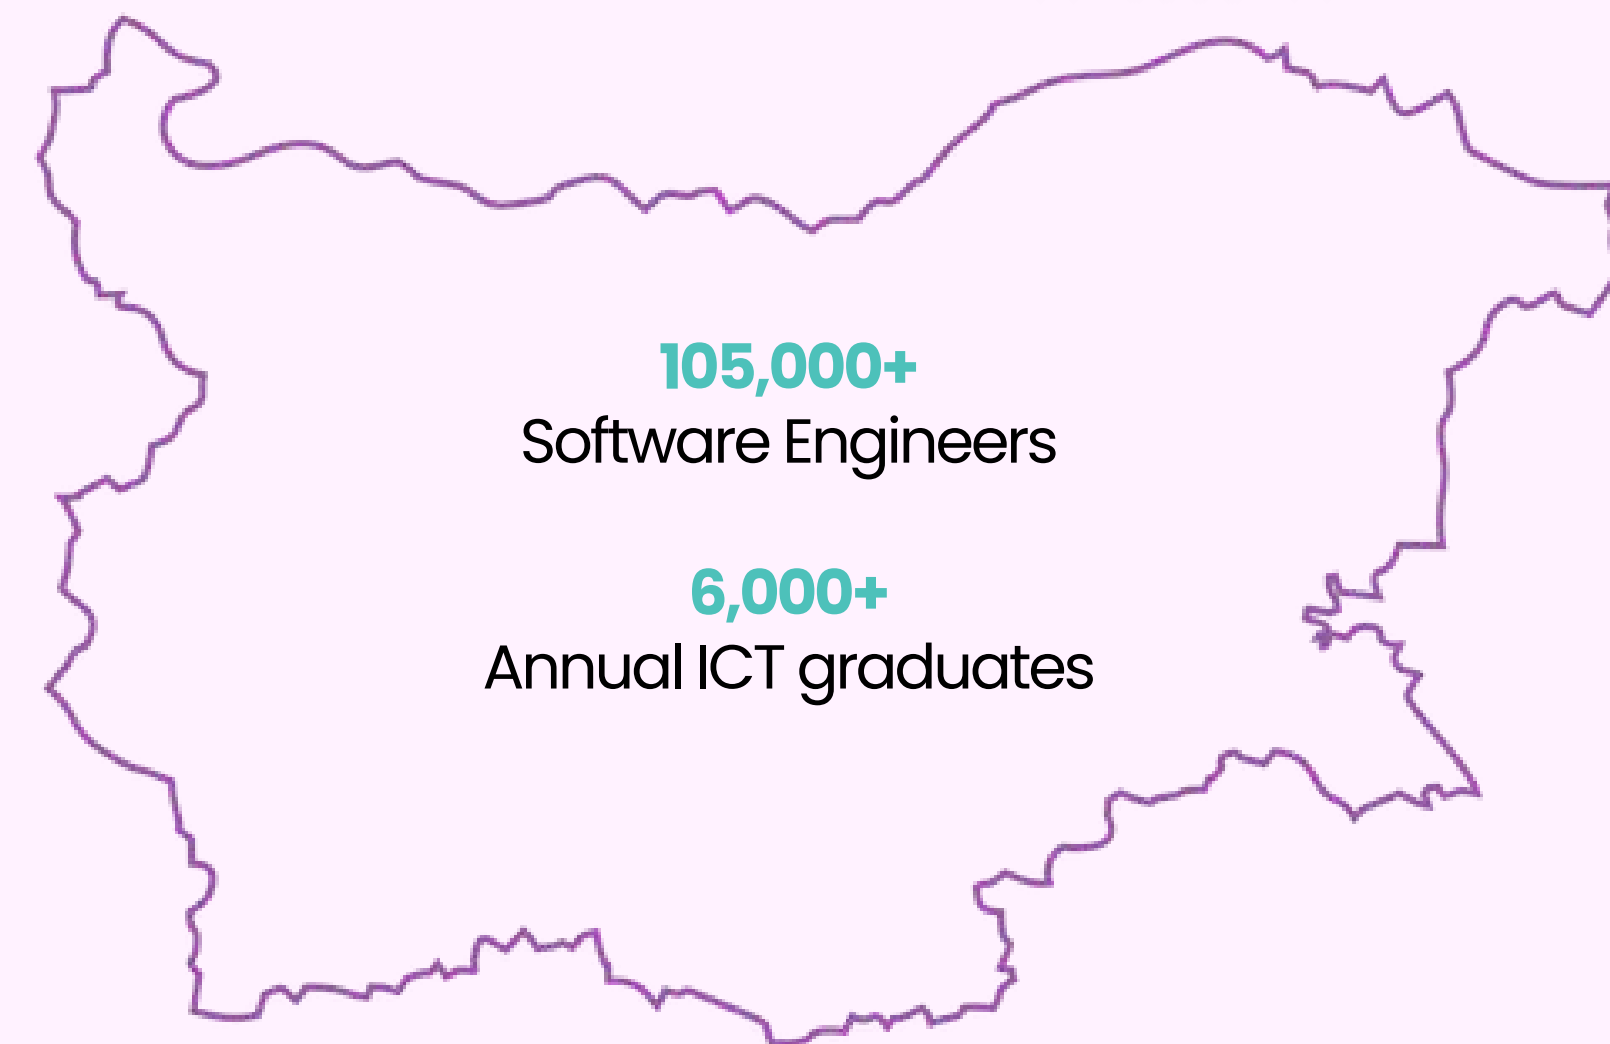 105,000+
Software Engineers
6,000+
Annual ICT graduates